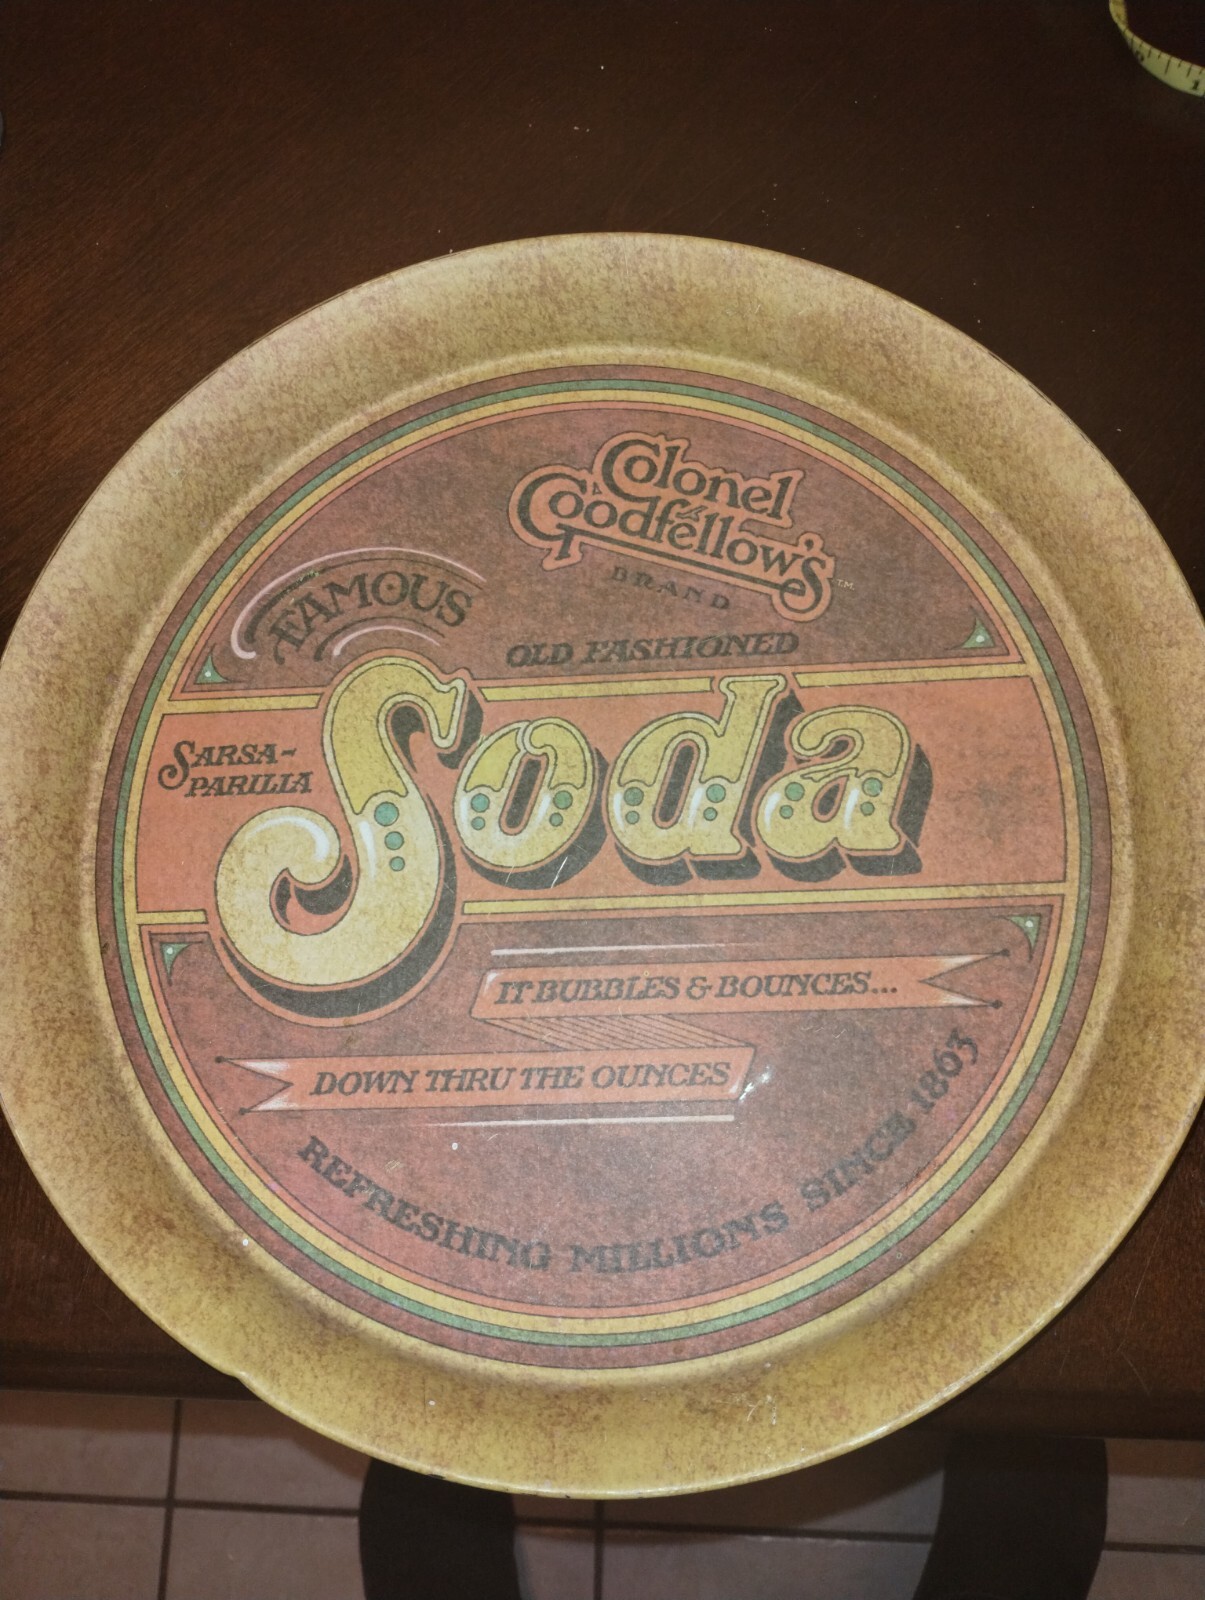 Colonel
Goodfellow's
BRAND
T.M.
FAMOUS
OLD FASHIONED
Soda
SARSA-
PARILLA
IT BUBBLES & BOUNCES...
DOWN THRU THE OUNCES
REFRESHING MILLIONS SINCE 1863
1